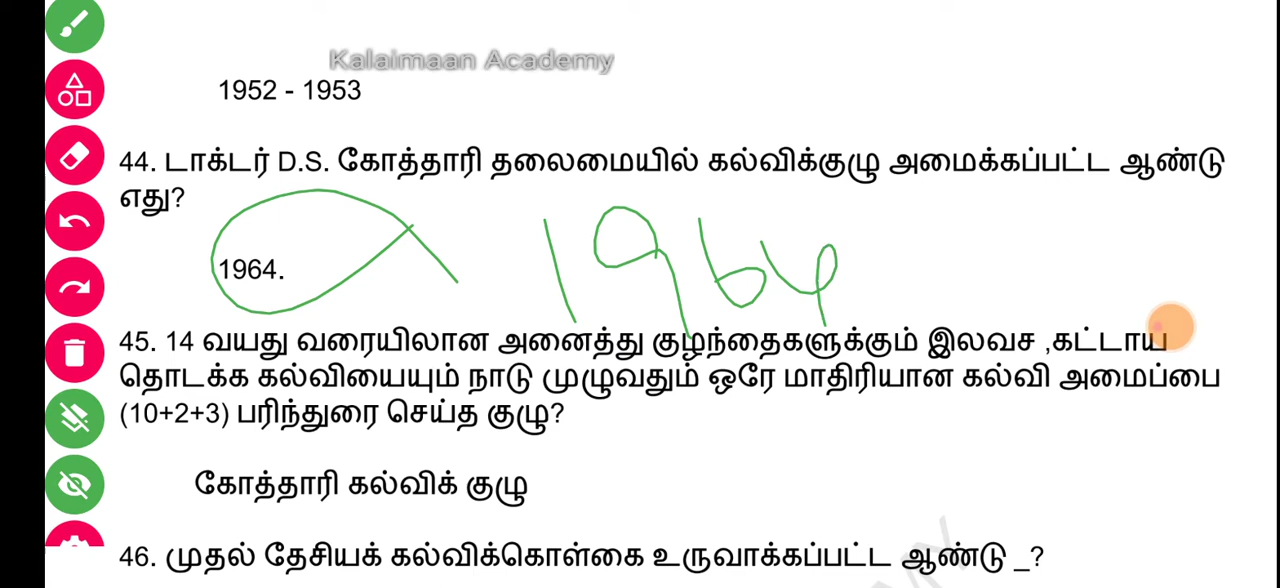 Kalaimaan Academy
1952 - 1953
44. டாக்டர் D.S. கோத்தாரி தலைமையில் கல்விக்குழு அமைக்கப்பட்ட ஆண்டு
எது?
1964
1964.
45. 14 வயது வரையிலான அனைத்து குழந்தைகளுக்கும் இலவச ,கட்டாய
தொடக்க கல்வியையும் நாடு முழுவதும் ஒரே மாதிரியான கல்வி அமைப்பை
(10+2+3) பரிந்துரை செய்த குழு?
கோத்தாரி கல்விக் குழு
46. முதல் தேசியக் கல்விக்கொள்கை உருவாக்கப்பட்ட ஆண்டு _?